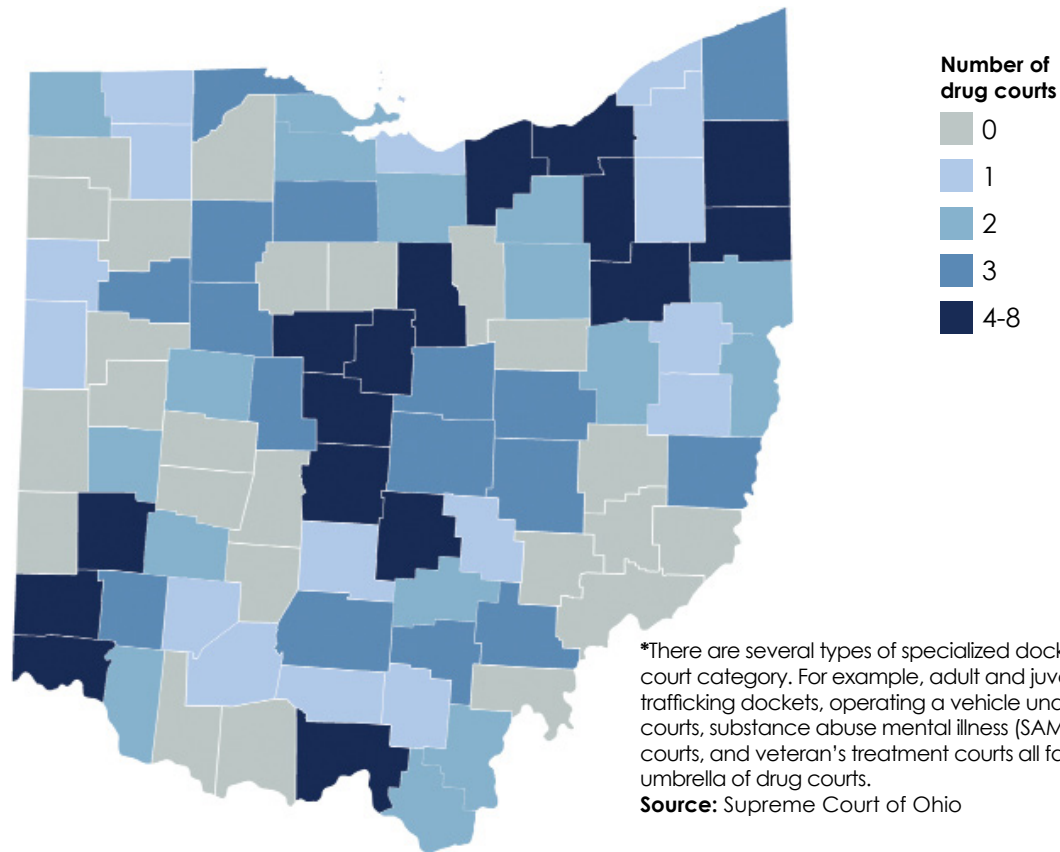 Number of
drug courts
0
1
2
3
4-8
*There are several types of specialized dock
court category. For example, adult and juve
trafficking dockets, operating a vehicle unc
courts, substance abuse mental illness (SAM
courts, and veteran’s treatment courts all fo
umbrella of drug courts.
Source: Supreme Court of Ohio